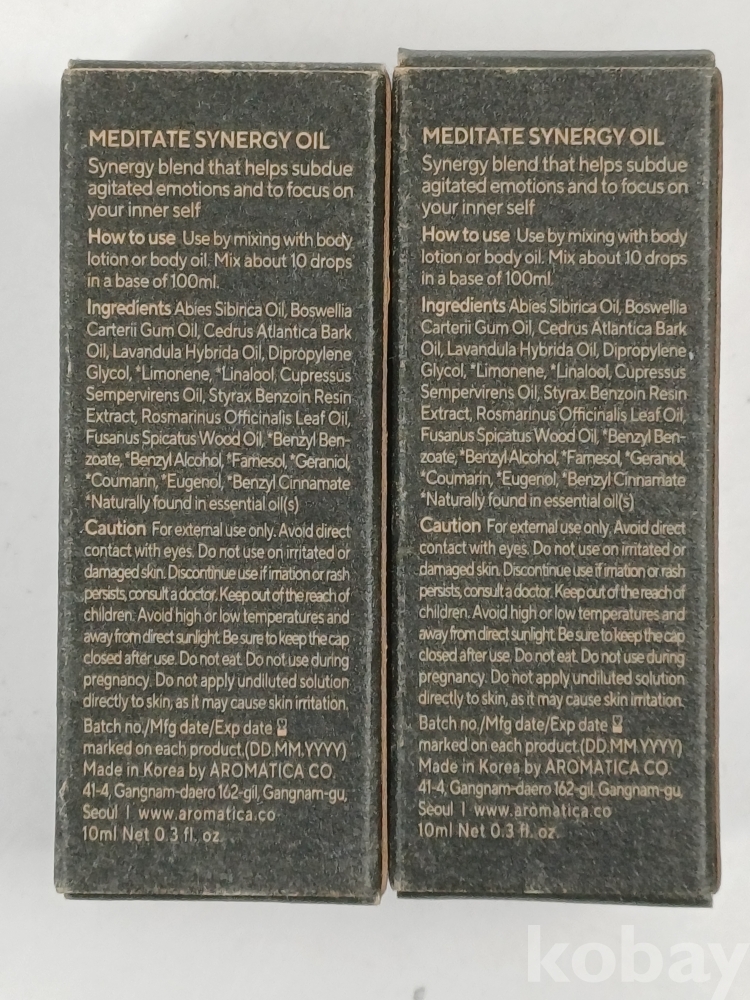 MEDITATE SYNERGY OIL
Synergy blend that helps subdue
agitated emotions and to focus on
your inner self
How to use Use by mixing with body
lotion or body oil. Mix about 10 drops
in a base of 100ml.
Ingredients Abies Sibirica Oil, Boswellia
Carterii Gum Oil, Cedrus Atlantica Bark
Oil, Lavandula Hybrida Oil, Dipropylene
Glycol, *Limonene, *Linalool, Cupressus
Sempervirens Oil, Styrax Benzoin Resin
Extract, Rosmarinus Officinalis Leaf Oil,
Fusanus Spicatus Wood Oil, *Benzyl Ben-
zoate, *Benzyl Alcohol, *Farnesol, *Geraniol,
*Coumarin, *Eugenol, *Benzyl Cinnamate
*Naturally found in essential oil(s)
Caution For external use only. Avoid direct
contact with eyes. Do not use on irritated or
damaged skin. Discontinue use if irritation or rash
persists, consult a doctor. Keep out of the reach of
children. Avoid high or low temperatures and
away from direct sunlight. Be sure to keep the cap
closed after use. Do not eat. Do not use during
pregnancy. Do not apply undiluted solution
directly to skin, as it may cause skin irritation.
Batch no./Mfg date/Exp date
marked on each product.(DD.MM.YYYY)
Made in Korea by AROMATICA CO.
41-4, Gangnam-daero 162-gil, Gangnam-gu,
Seoul | www.aromatica.co
10ml Net 0.3 fl. oz.
MEDITATE SYNERGY OIL
Synergy blend that helps subdue
agitated emotions and to focus on
your inner self
How to use Use by mixing with body
lotion or body oil. Mix about 10 drops
in a base of 100ml.
Ingredients Abies Sibirica Oil, Boswellia
Carterii Gum Oil, Cedrus Atlantica Bark
Oil, Lavandula Hybrida Oil, Dipropylene
Glycol, *Limonene, *Linalool, Cupressus
Sempervirens Oil, Styrax Benzoin Resin
Extract, Rosmarinus Officinalis Leaf Oil,
Fusanus Spicatus Wood Oil, *Benzyl Ben-
zoate, *Benzyl Alcohol, *Farnesol, *Geraniol,
*Coumarin, *Eugenol, *Benzyl Cinnamate
*Naturally found in essential oil(s)
Caution For external use only. Avoid direct
contact with eyes. Do not use on irritated or
damaged skin. Discontinue use if irritation or rash
persists, consult a doctor. Keep out of the reach of
children. Avoid high or low temperatures and
away from direct sunlight. Be sure to keep the cap
closed after use. Do not eat. Do not use during
pregnancy. Do not apply undiluted solution
directly to skin, as it may cause skin irritation.
Batch no./Mfg date/Exp date
marked on each product.(DD.MM.YYYY)
Made in Korea by AROMATICA CO.
41-4, Gangnam-daero 162-gil, Gangnam-gu,
Seoul | www.aromatica.co
10ml Net 0.3 fl. oz.
kobay